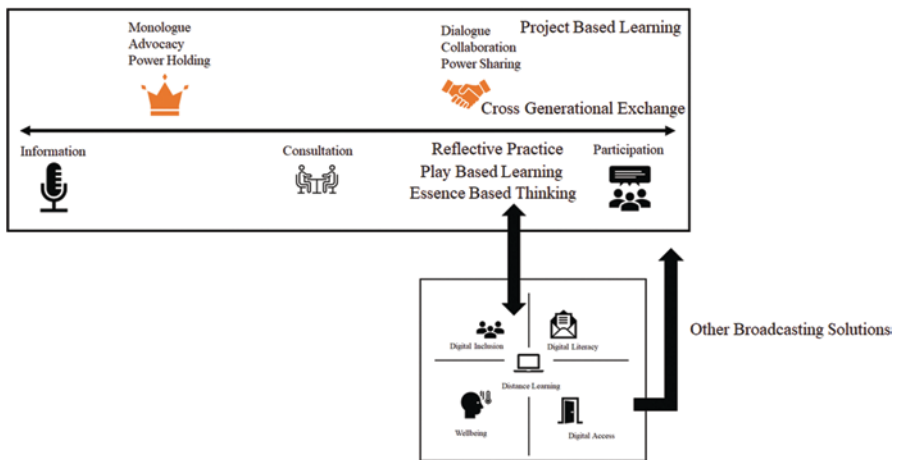 Monologue
Advocacy
Power Holding
Dialogue
Collaboration
Power Sharing
Project Based Learning
Cross Generational Exchange
Information
Consultation
Reflective Practice
Play Based Learning
Essence Based Thinking
Participation
Digital Inclusion
Digital Literacy
Distance Learning
Wellbeing
Digital Access
Other Broadcasting Solutions